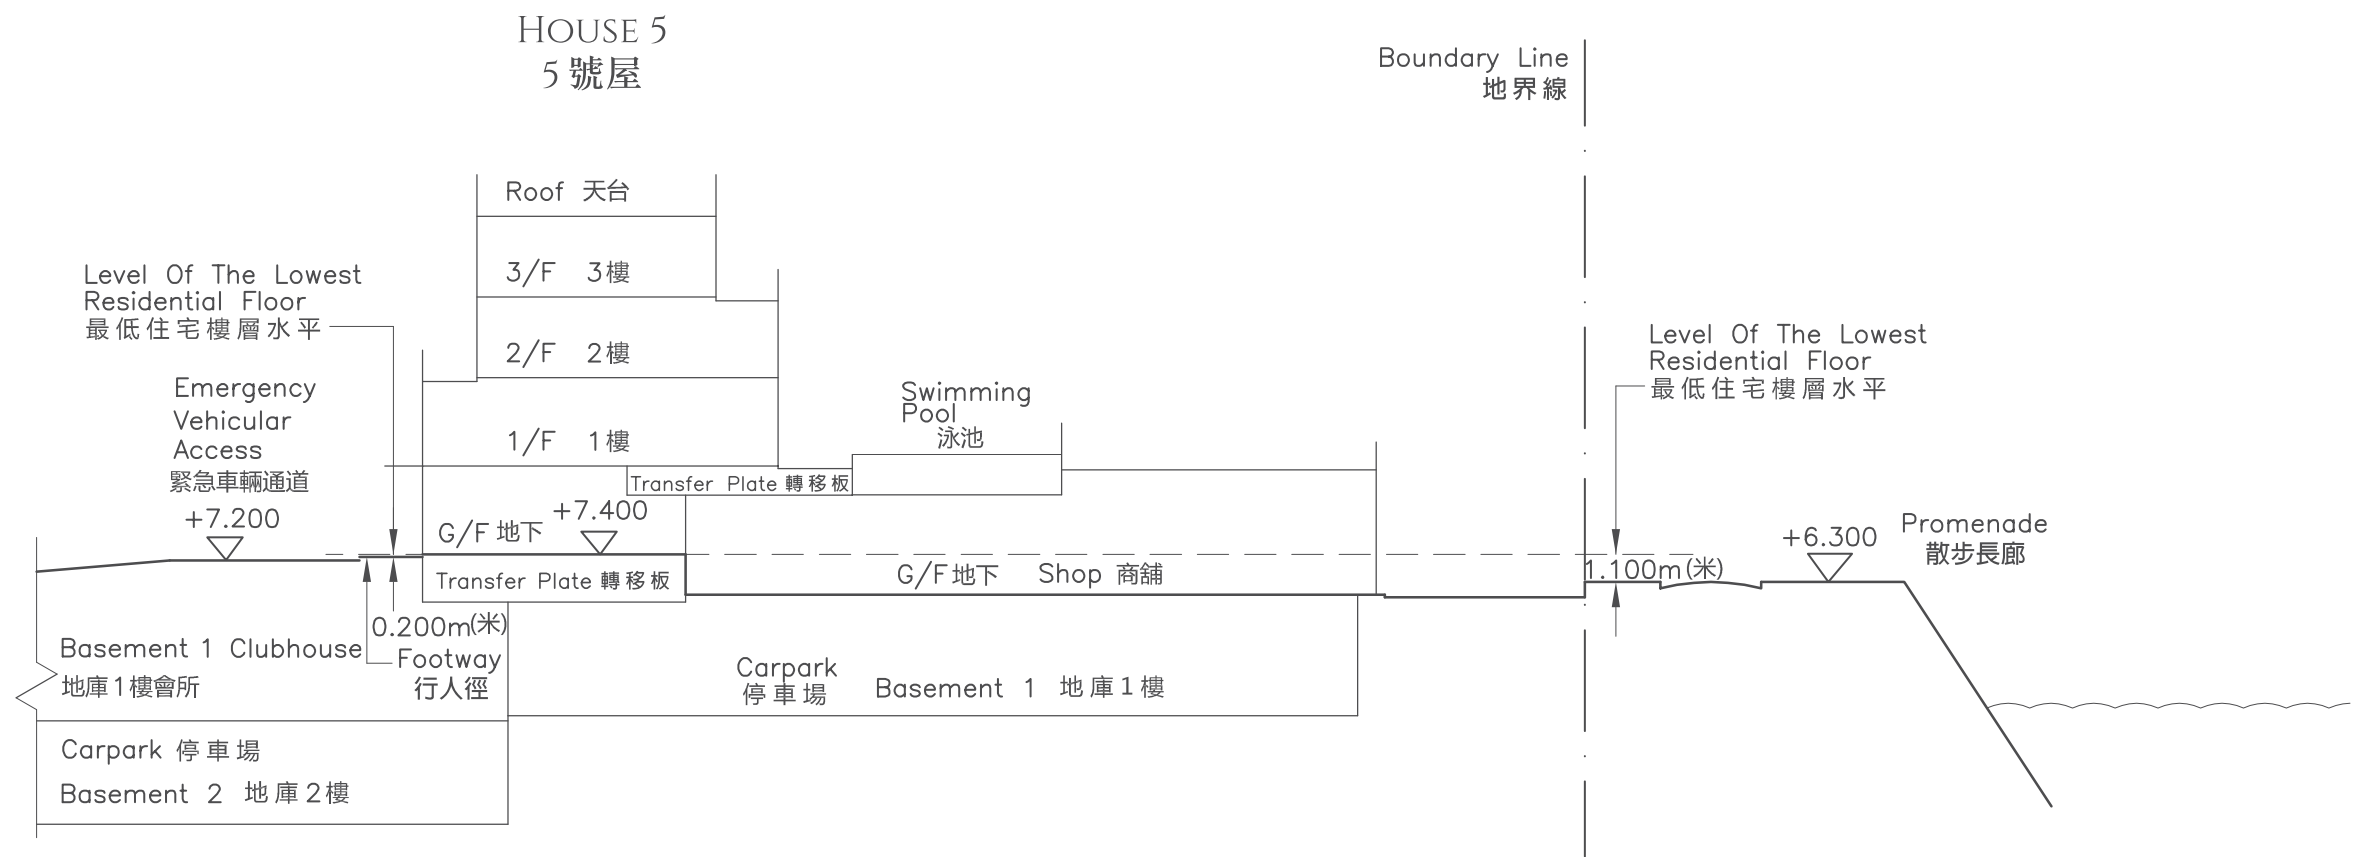 HOUSE 5
5 號屋
Boundary Line
地界線
Roof 天台
3/F 3樓
Level Of The Lowest
Residential Floor
最低住宅樓層水平
2/F 2樓
Level Of The Lowest
Residential Floor
最低住宅樓層水平
Emergency
Vehicular
Access
緊急車輛通道
+7.200
1/F 1樓
Swimming
Pool
泳池
Transfer Plate 轉移板
G/F 地下
+7.400
Transfer Plate 轉移板
G/F 地下 Shop 商舖
1.100m(米)
+6.300
Promenade
散步長廊
0.200m(米)
Footway
行人徑
Basement 1 Clubhouse
地庫1樓會所
Carpark
停車場
Basement 1 地庫1樓
Carpark 停車場
Basement 2 地庫2樓